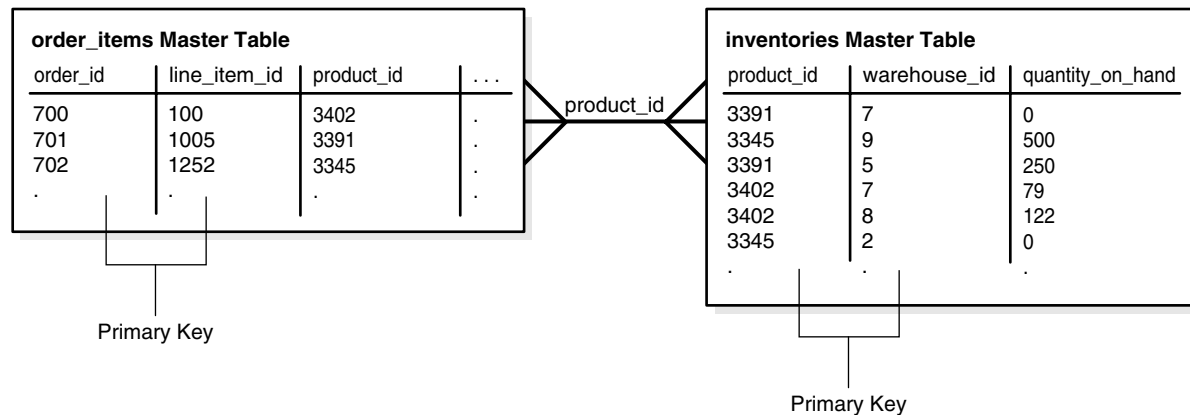 order_items Master Table
order_id line_item_id product_id . . .
700 100 3402 .
701 1005 3391 .
702 1252 3345 .
. . . .
Primary Key
product_id
inventories Master Table
product_id warehouse_id quantity_on_hand
3391 7 0
3345 9 500
3391 5 250
3402 7 79
3402 8 122
3345 2 0
. . .
Primary Key